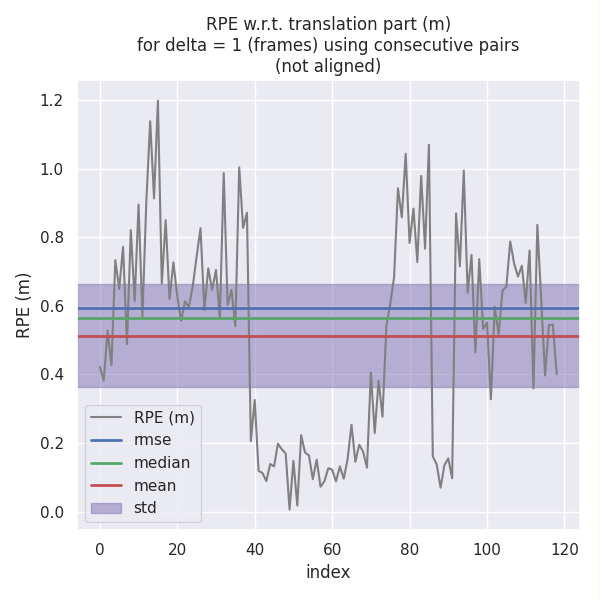 RPE w.r.t. translation part (m)
for delta = 1 (frames) using consecutive pairs
(not aligned)
1.2
1.0
0.8
0.6
0.4
0.2
0.0
RPE (m)
RPE (m)
rmse
median
mean
std
0 20 40 60 80 100 120
index